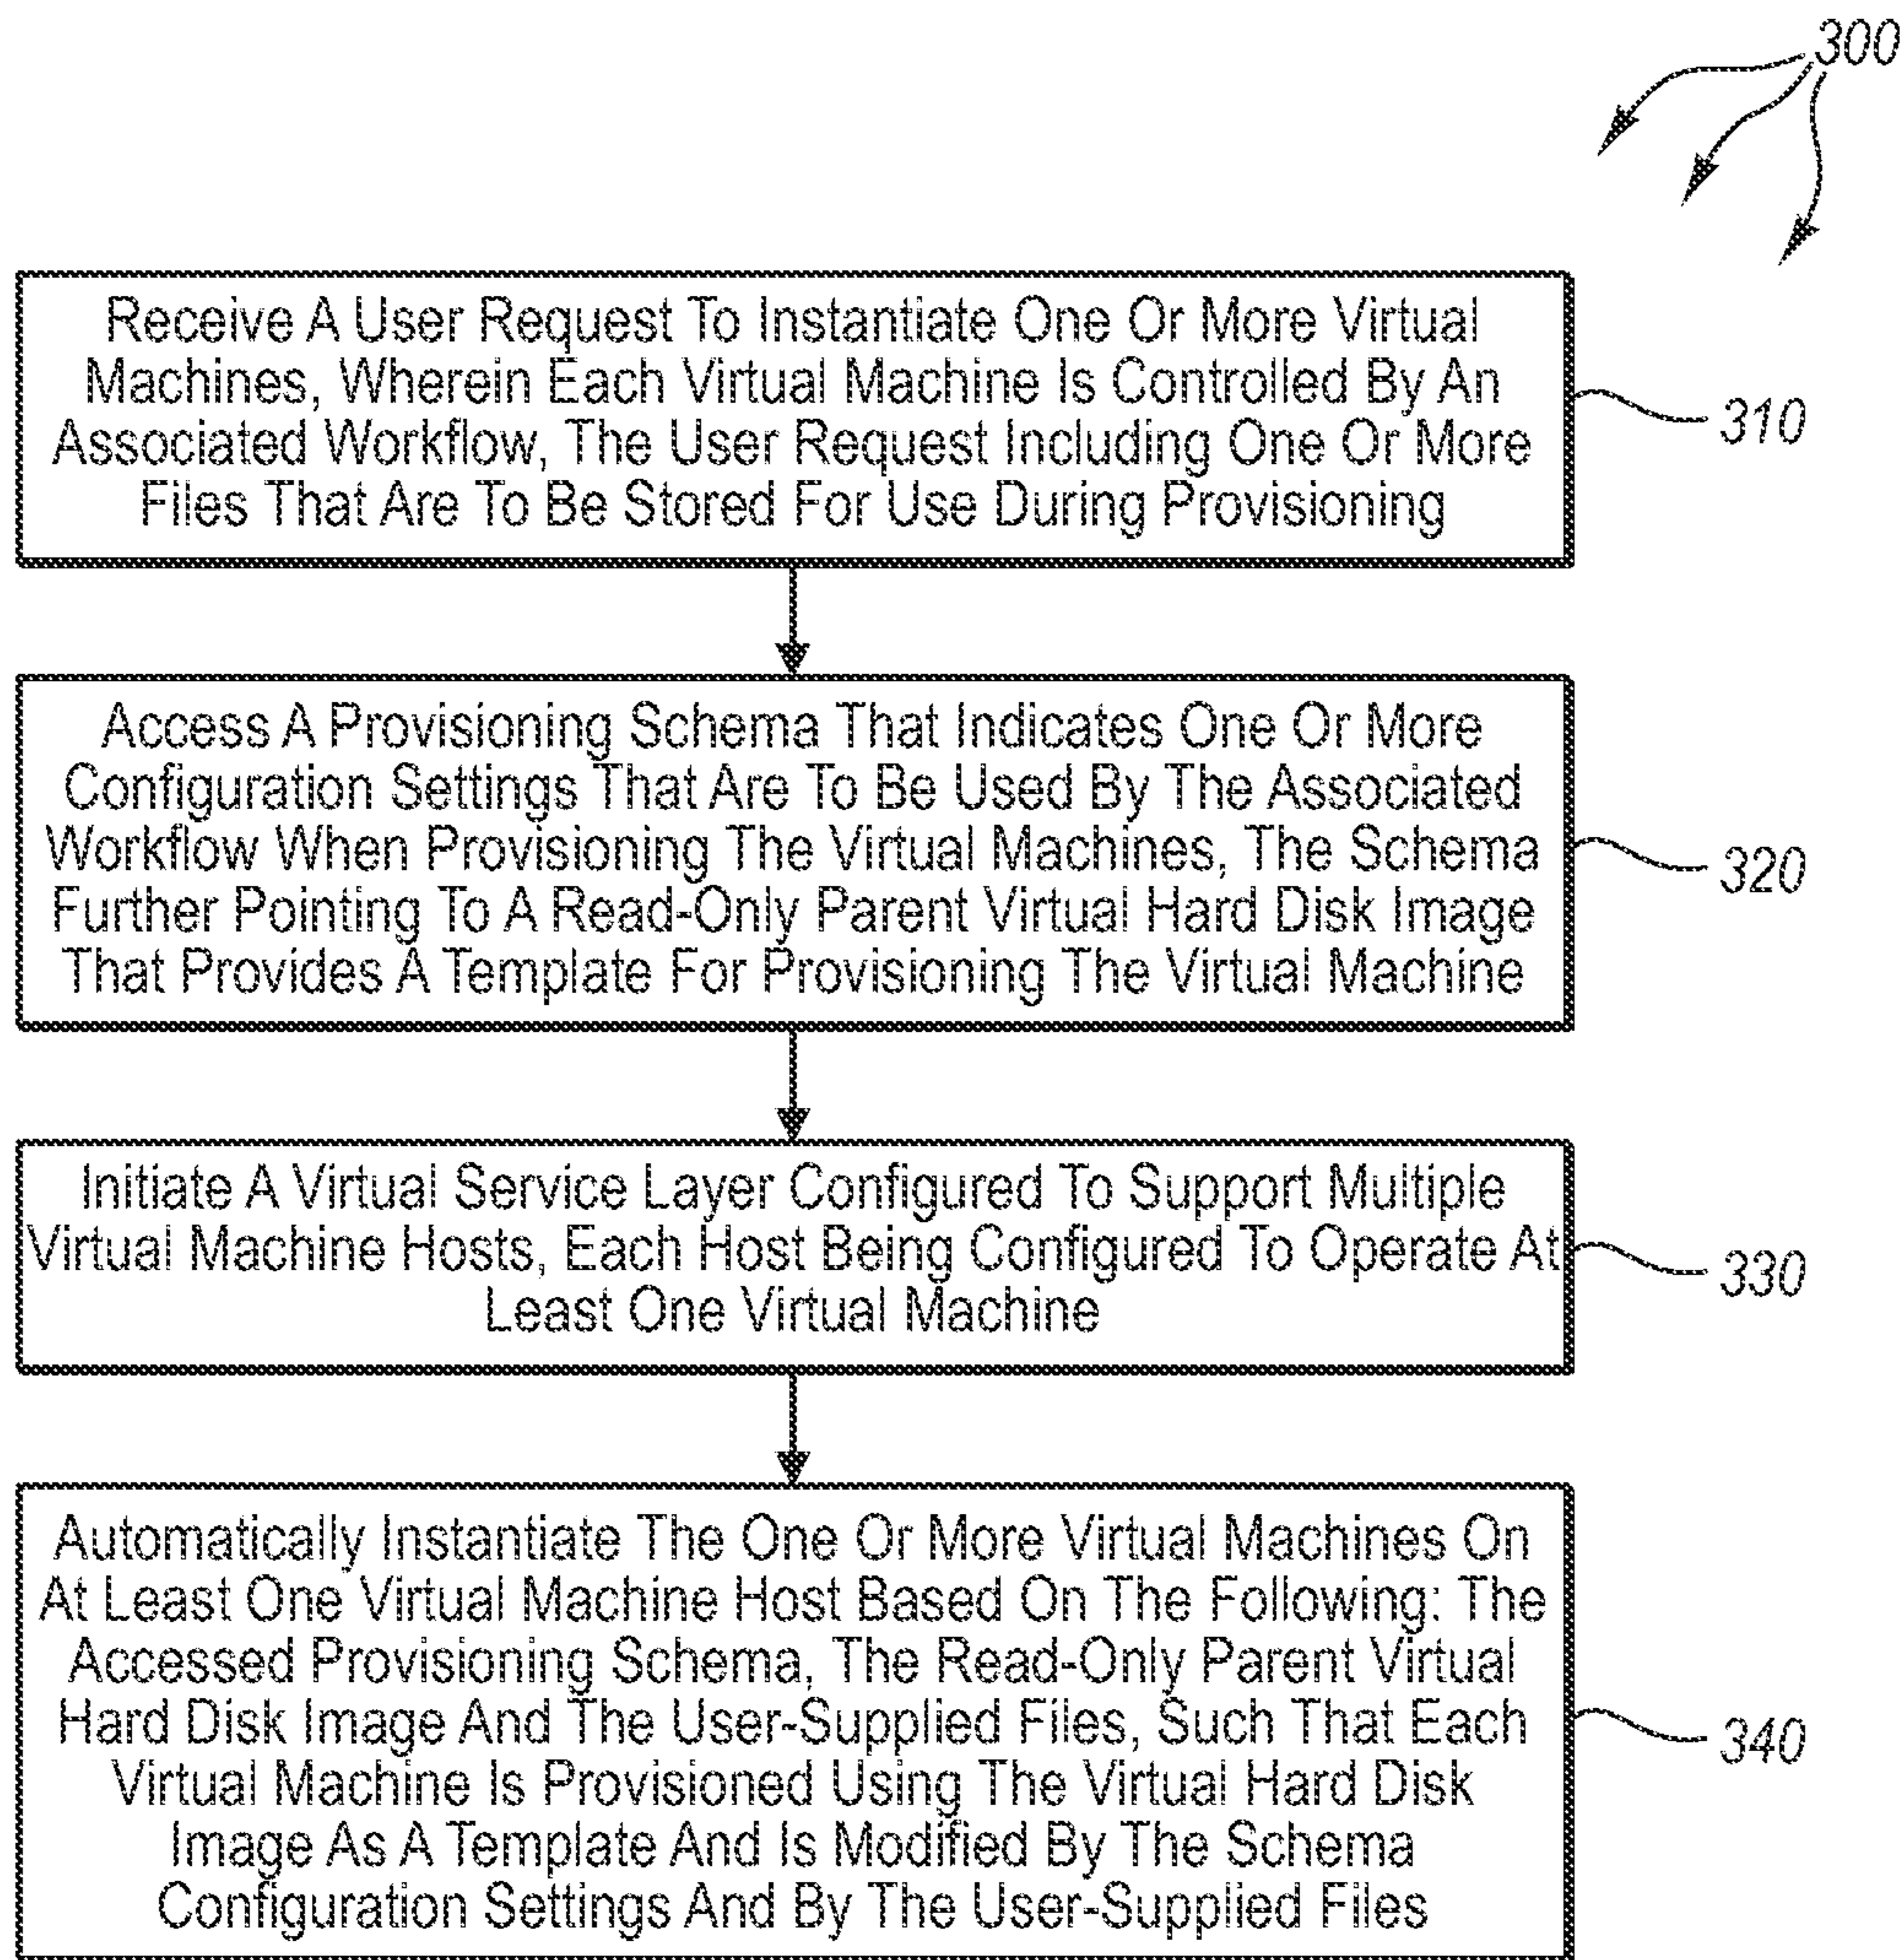 300
Receive A User Request To Instantiate One Or More Virtual
Machines, Wherein Each Virtual Machine Is Controlled By An
Associated Workflow, The User Request Including One Or More
Files That Are To Be Stored For Use During Provisioning
310
Access A Provisioning Schema That Indicates One Or More
Configuration Settings That Are To Be Used By The Associated
Workflow When Provisioning The Virtual Machines, The Schema
Further Pointing To A Read-Only Parent Virtual Hard Disk Image
That Provides A Template For Provisioning The Virtual Machine
320
Initiate A Virtual Service Layer Configured To Support Multiple
Virtual Machine Hosts, Each Host Being Configured To Operate At
Least One Virtual Machine
330
Automatically Instantiate The One Or More Virtual Machines On
At Least One Virtual Machine Host Based On The Following: The
Accessed Provisioning Schema, The Read-Only Parent Virtual
Hard Disk Image And The User-Supplied Files, Such That Each
Virtual Machine Is Provisioned Using The Virtual Hard Disk
Image As A Template And Is Modified By The Schema
Configuration Settings And By The User-Supplied Files
340